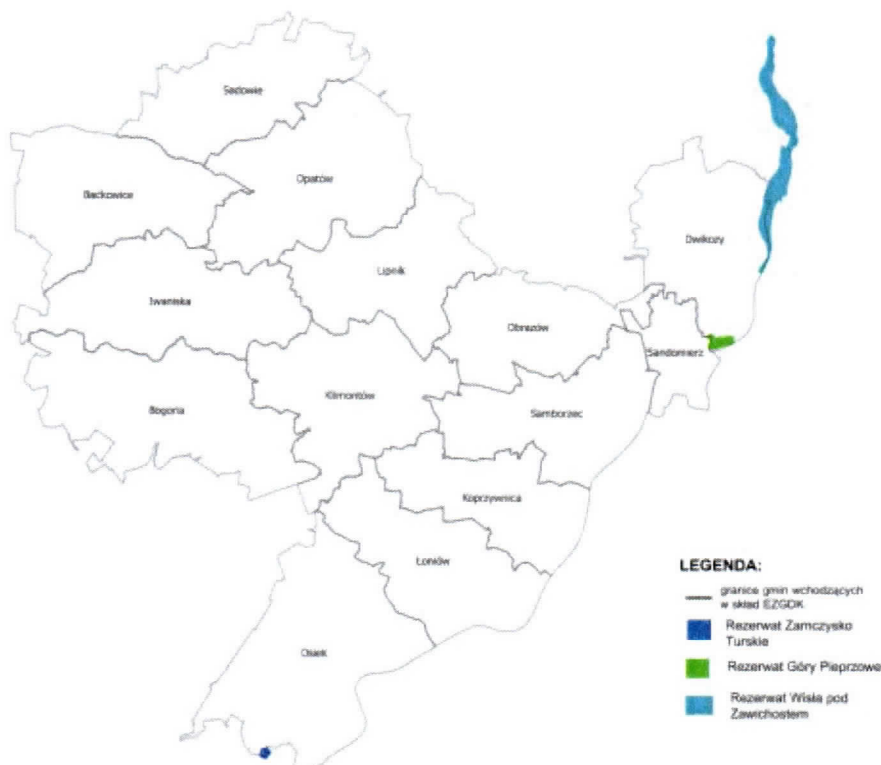 Sadowie
Opatów
Baćkowice
Dwikozy
Lipnik
Iwaniska
Obrazów
Sandomierz
Klimontów
Bogoria
Samborzec
Koprzywnica
Łoniów
Osiek
LEGENDA:
granice gmin wchodzących
w skład EZGDK
Rezerwat Zamczysko
Turskie
Rezerwat Góry Pieprzowe
Rezerwat Wisła pod
Zawichostem